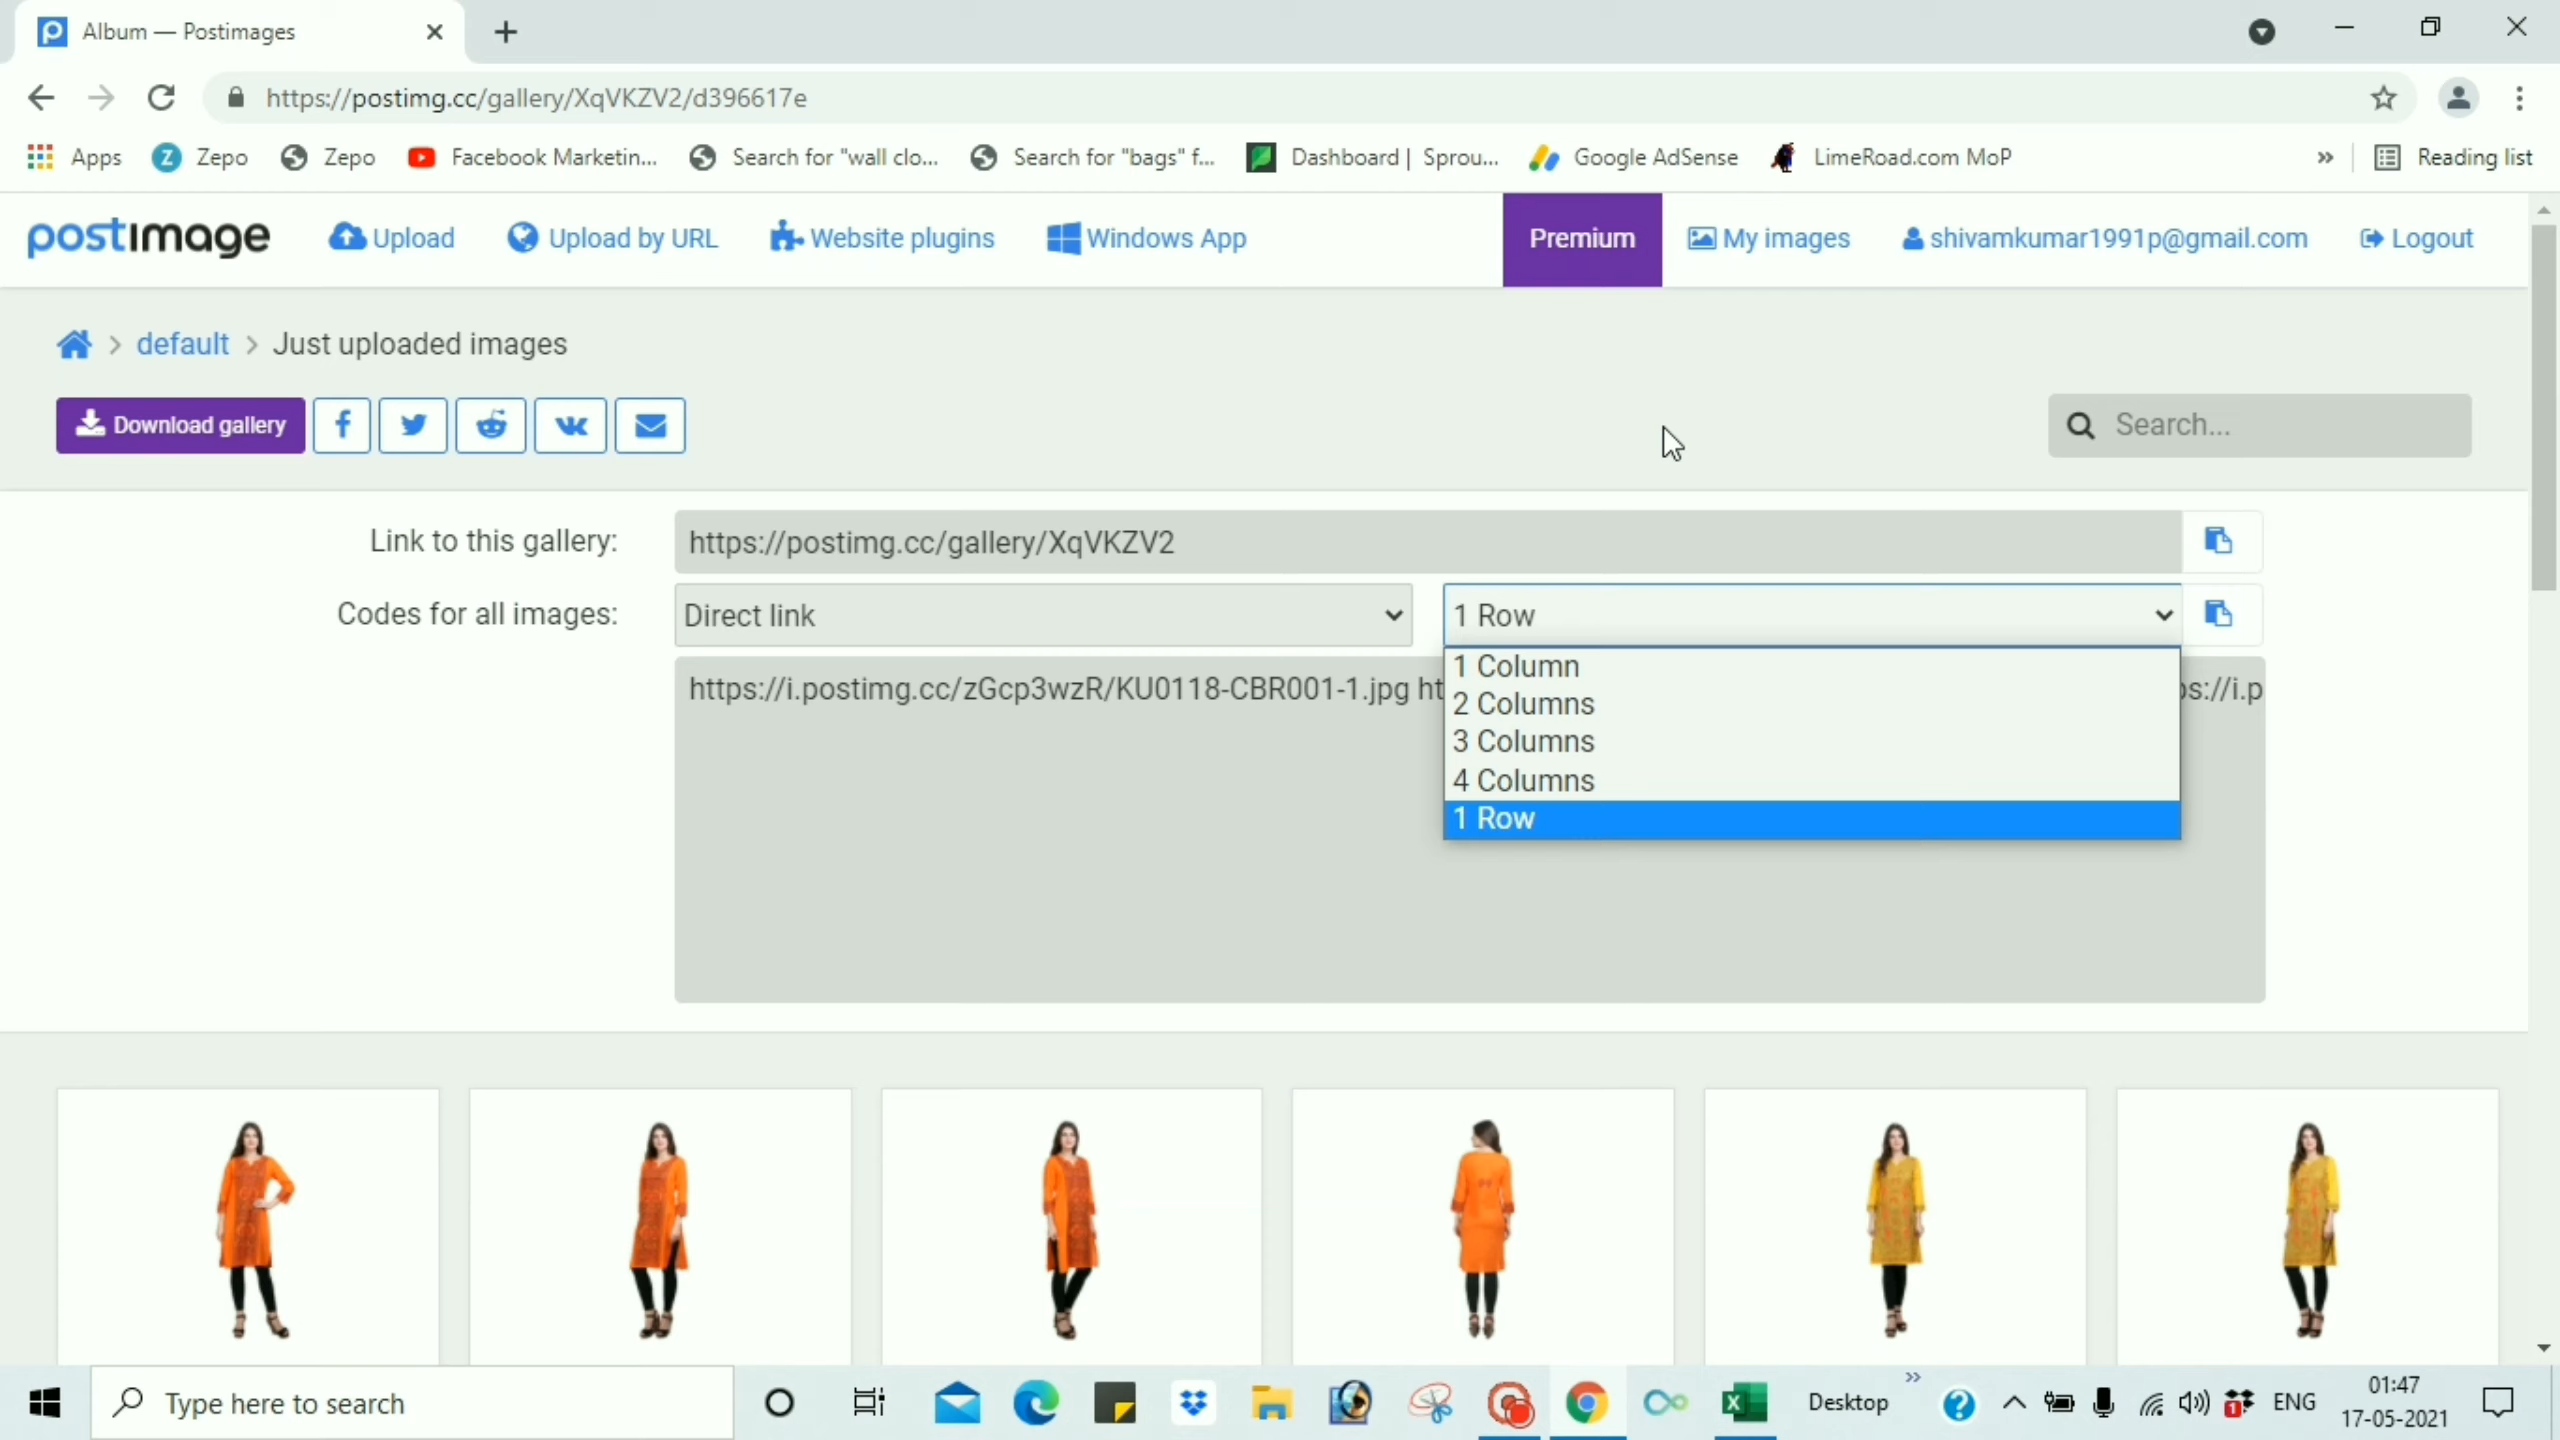 Album — Postimages
https://postimg.cc/gallery/XqVKZV2/d396617e
Apps Zepo Zepo Facebook Marketin... Search for "wall clo... Search for "bags" f... Dashboard | Sprou... Google AdSense LimeRoad.com MoP » Reading list
postimage Upload Upload by URL Website plugins Windows App Premium My images shivamkumar1991p@gmail.com Logout
default > Just uploaded images
Download gallery Search...
Link to this gallery: https://postimg.cc/gallery/XqVKZV2
Codes for all images: Direct link 1 Row
1 Column
https://i.postimg.cc/zGcp3wzR/KU0118-CBR001-1.jpg ht ps://i.p
2 Columns
3 Columns
4 Columns
1 Row
Type here to search Desktop » ENG 01:47
17-05-2021